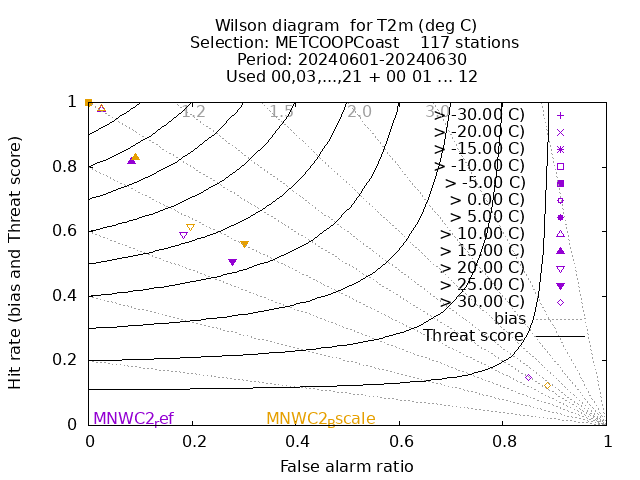 Wilson diagram for T2m (deg C)
Selection: METCOOPCoast 117 stations
Period: 20240601-20240630
Used 00,03,...,21 + 00 01 ... 12
Hit rate (bias and Threat score)
1
0.8
0.6
0.4
0.2
0
1.2
1.5
2.0
3.0
> -30.00 C)
> -20.00 C)
> -15.00 C)
> -10.00 C)
> -5.00 C)
> 0.00 C)
> 5.00 C)
> 10.00 C)
> 15.00 C)
> 20.00 C)
> 25.00 C)
> 30.00 C)
bias
Threat score
MNWC2ref MNWC2Bscale
0 0.2 0.4 0.6 0.8 1
False alarm ratio